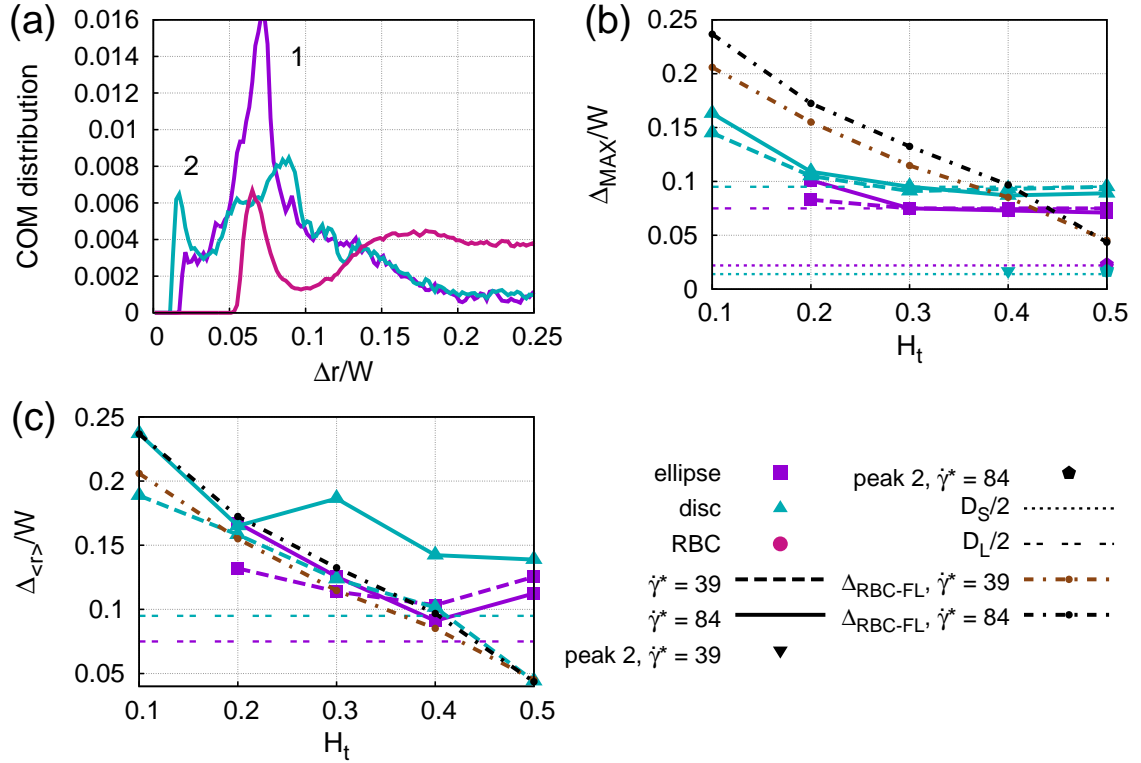 (a)
0.016
0.014
0.012
0.010
0.008
0.006
0.004
0.002
0
COM distribution
1
2
0 0.05 0.1 0.15 0.2 0.25
Δr/W
(b)
0.25
0.2
0.15
0.1
0.05
0
Δ_MAX/W
0.1 0.2 0.3 0.4 0.5
H_t
(c)
0.25
0.2
0.15
0.1
0.05
Δ_<r>/W
0.1 0.2 0.3 0.4 0.5
H_t
ellipse
disc
RBC
γ̇* = 39
γ̇* = 84
peak 2, γ̇* = 39
peak 2, γ̇* = 84
D_S/2
D_L/2
Δ_RBC-FL, γ̇* = 39
Δ_RBC-FL, γ̇* = 84